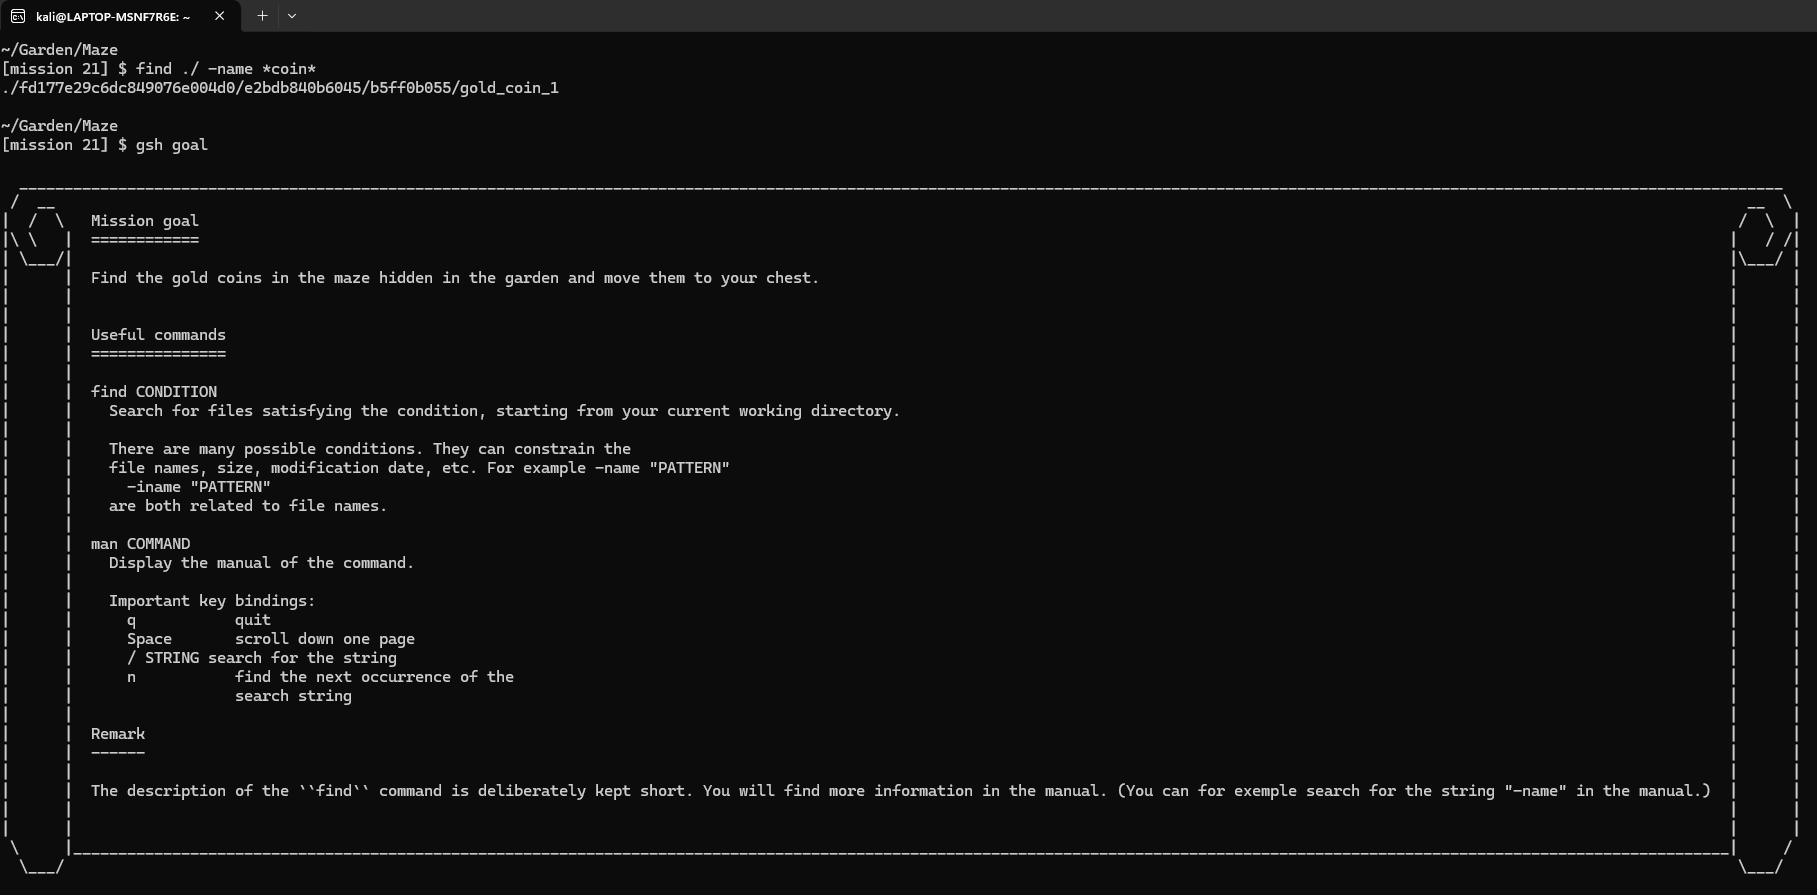 kali@LAPTOP-MSNF7R6E: ~
~/Garden/Maze
[mission 21] $ find ./ -name *coin*
./fd177e29c6dc849076e004d0/e2bdb840b6045/b5ff0b055/gold_coin_1
~/Garden/Maze
[mission 21] $ gsh goal
Mission goal
============
Find the gold coins in the maze hidden in the garden and move them to your chest.
Useful commands
===============
find CONDITION
Search for files satisfying the condition, starting from your current working directory.
There are many possible conditions. They can constrain the
file names, size, modification date, etc. For example -name "PATTERN"
-iname "PATTERN"
are both related to file names.
man COMMAND
Display the manual of the command.
Important key bindings:
q quit
Space scroll down one page
/ STRING search for the string
n find the next occurrence of the
search string
Remark
------
The description of the ``find`` command is deliberately kept short. You will find more information in the manual. (You can for exemple search for the string "-name" in the manual.)